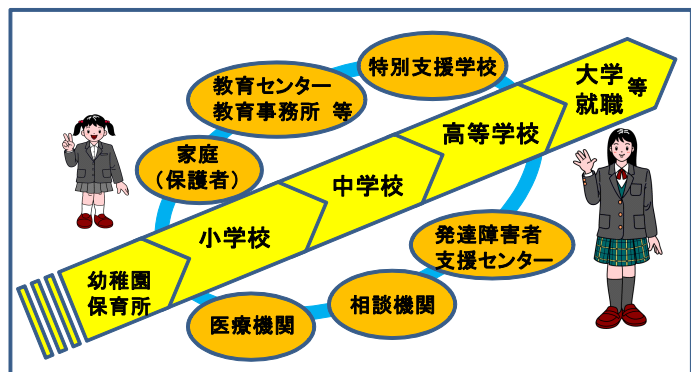 特別支援学校
教育センター
教育事務所 等
家庭
（保護者）
大学等
就職
高等学校
中学校
小学校
幼稚園
保育所
発達障害者
支援センター
相談機関
医療機関